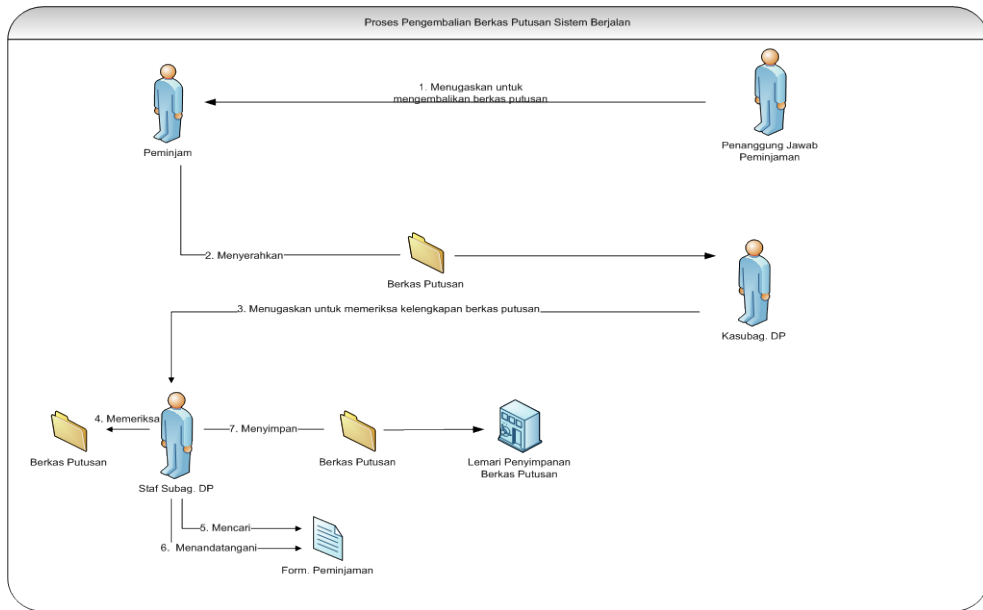 Proses Pengembalian Berkas Putusan Sistem Berjalan
1. Menugaskan untuk
mengembalikan berkas putusan
Peminjam
Penanggung Jawab
Peminjaman
2. Menyerahkan
Berkas Putusan
3. Menugaskan untuk memeriksa kelengkapan berkas putusan
Kasubag. DP
4. Memeriksa
7. Menyimpan
Berkas Putusan
Berkas Putusan
Lemari Penyimpanan
Berkas Putusan
Staf Subag. DP
5. Mencari
6. Menandatangani
Form. Peminjaman